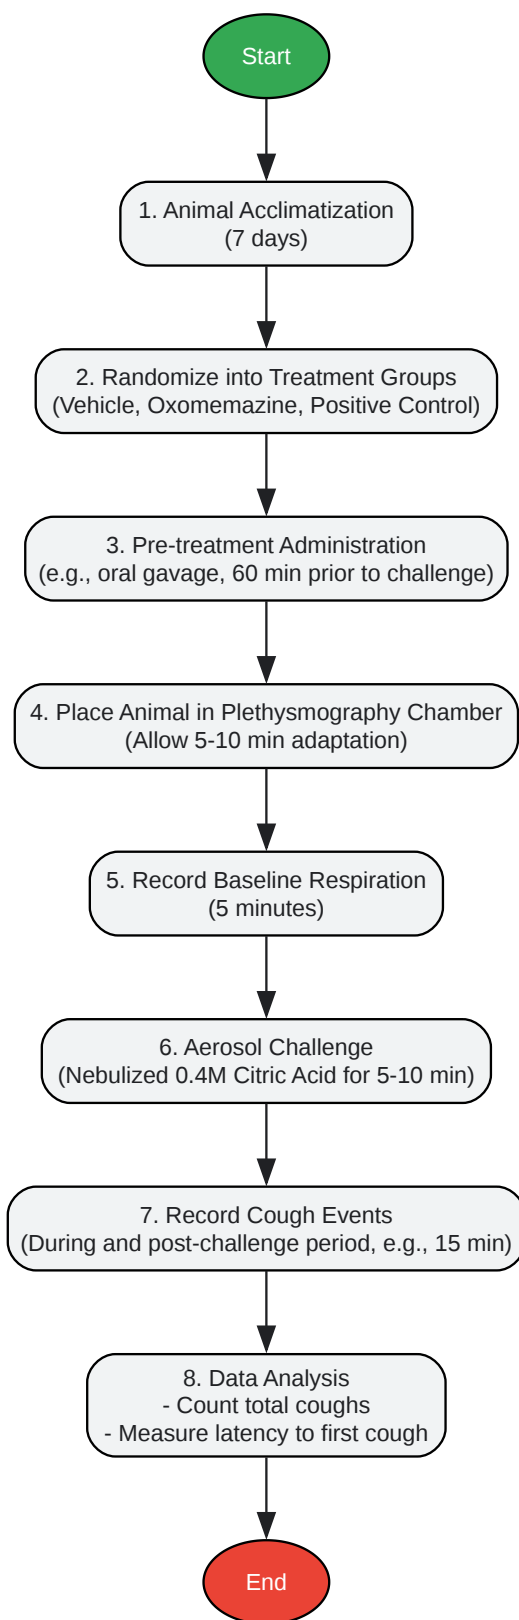 Start
1. Animal Acclimatization
(7 days)
2. Randomize into Treatment Groups
(Vehicle, Oxomemazine, Positive Control)
3. Pre-treatment Administration
(e.g., oral gavage, 60 min prior to challenge)
4. Place Animal in Plethysmography Chamber
(Allow 5-10 min adaptation)
5. Record Baseline Respiration
(5 minutes)
6. Aerosol Challenge
(Nebulized 0.4M Citric Acid for 5-10 min)
7. Record Cough Events
(During and post-challenge period, e.g., 15 min)
8. Data Analysis
- Count total coughs
- Measure latency to first cough
End